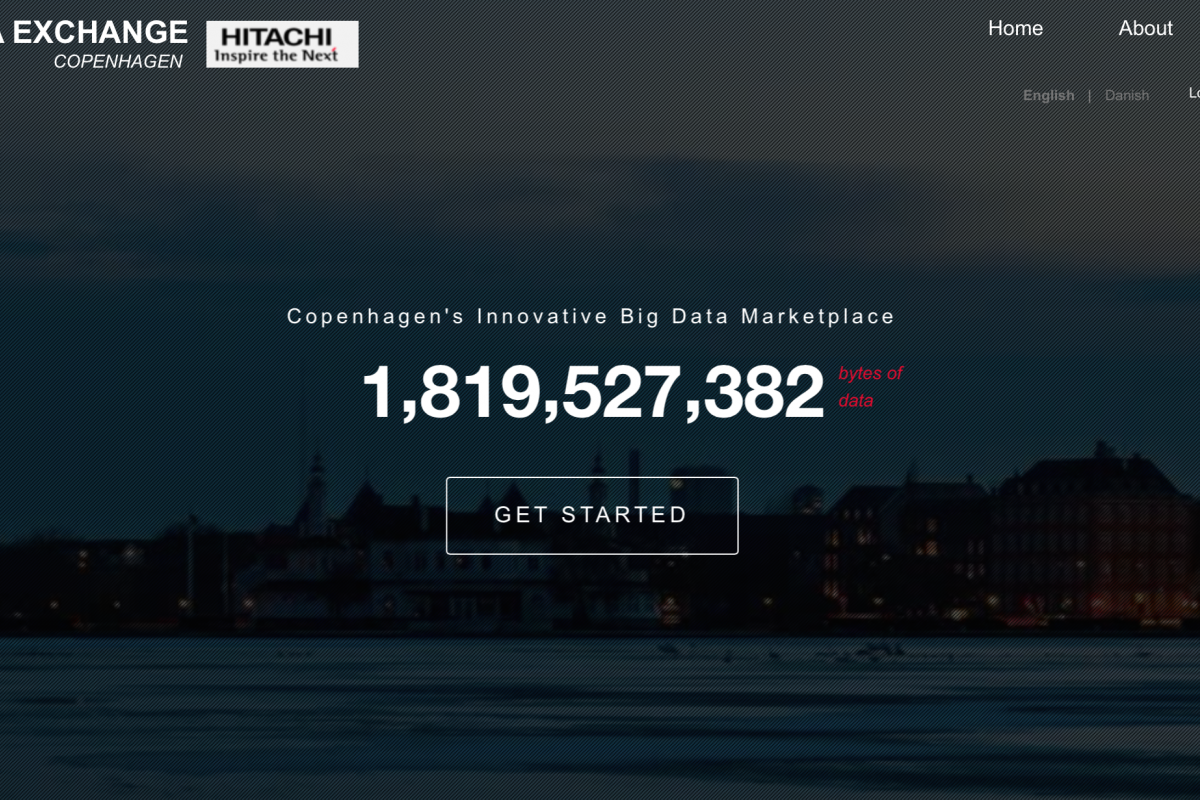 EXCHANGE
COPENHAGEN
HITACHI
Inspire the Next
Home About
English | Danish
Copenhagen's Innovative Big Data Marketplace
1,819,527,382 bytes of
data
GET STARTED